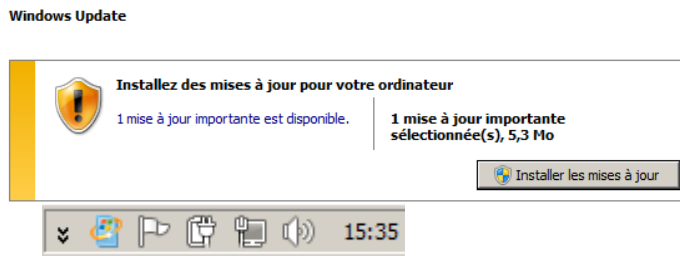 Windows Update
Installez des mises à jour pour votre ordinateur
1 mise à jour importante est disponible.
1 mise à jour importante
sélectionnée(s), 5,3 Mo
Installer les mises à jour
15:35